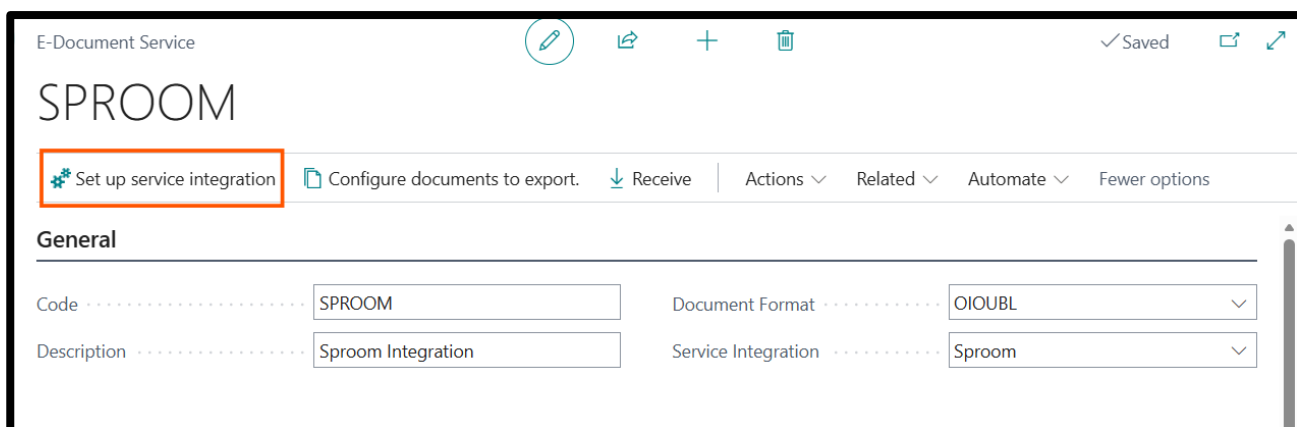 E-Document Service
Saved
SPROOM
Set up service integration
Configure documents to export.
Receive
Actions
Related
Automate
Fewer options
General
Code
SPROOM
Document Format
OIOUBL
Description
Sproom Integration
Service Integration
Sproom